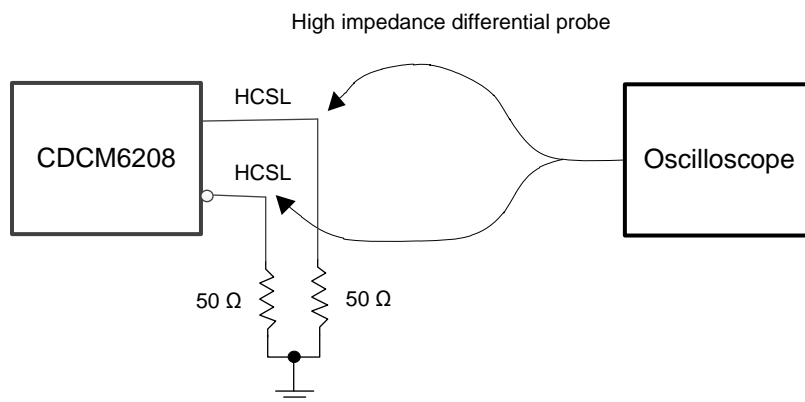 High impedance differential probe
HCSL
CDCM6208
HCSL
Oscilloscope
50 Ω
50 Ω